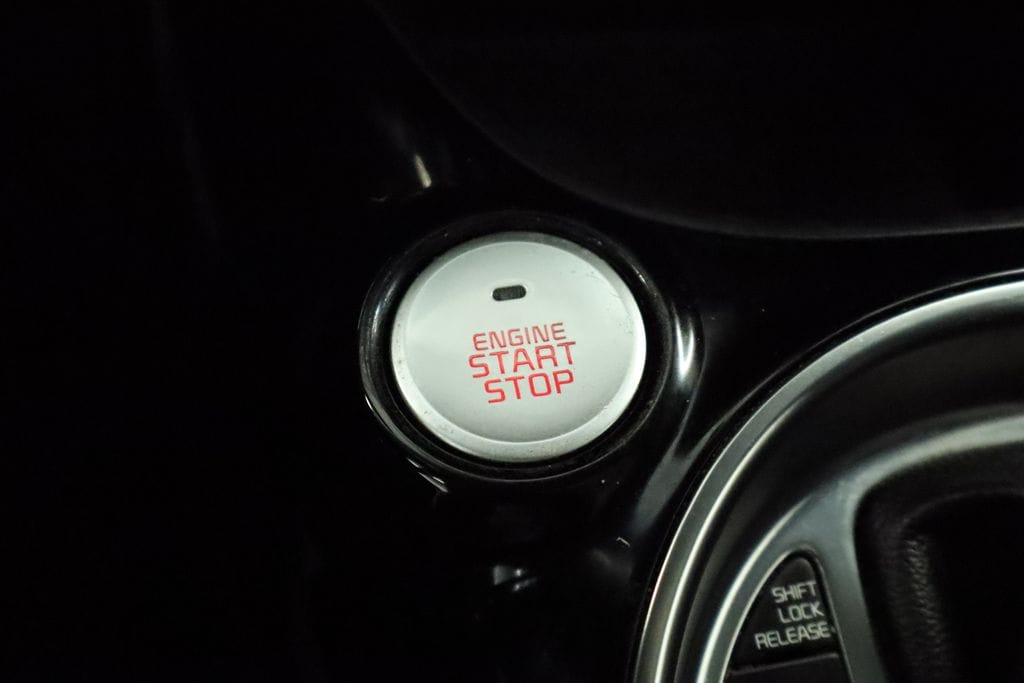 ENGINE
START
STOP
SHIFT
LOCK
RELEASE